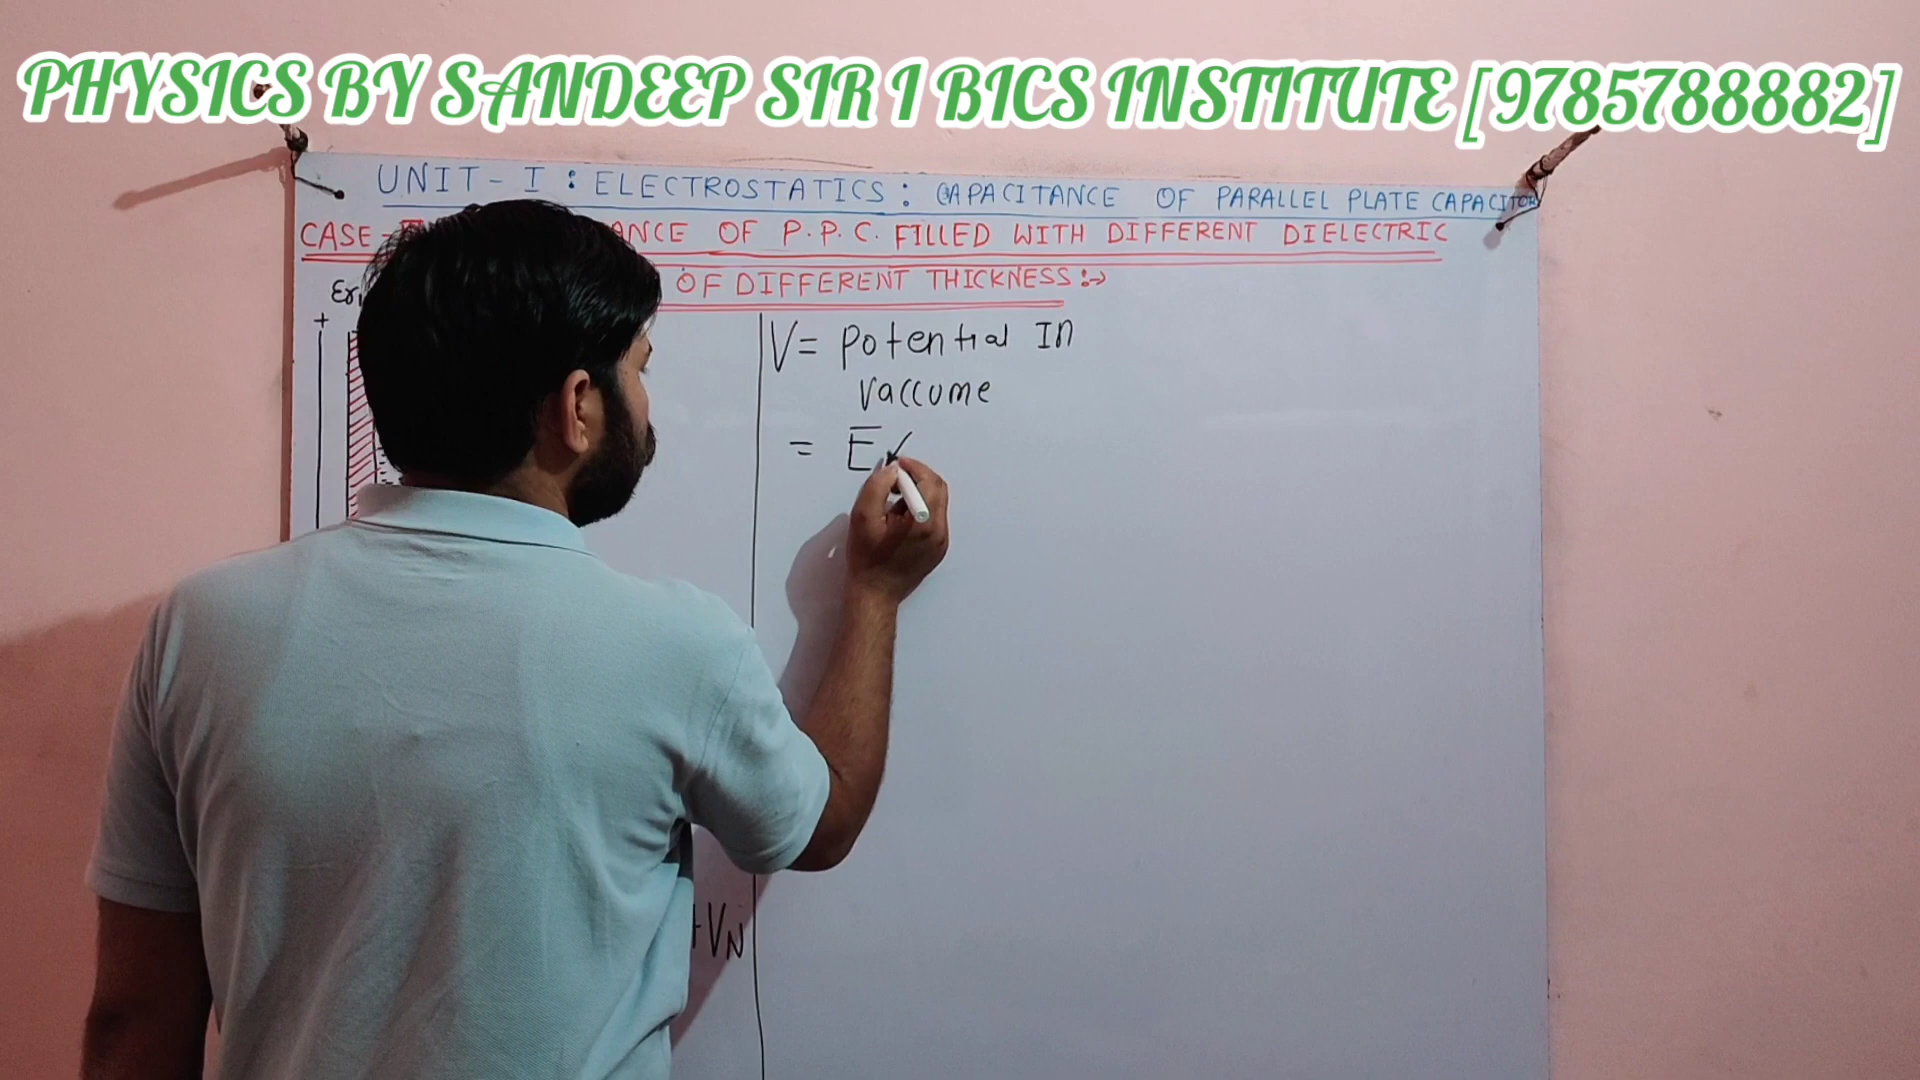 PHYSICS BY SANDEEP SIR I BICS INSTITUTE [9785788882]
UNIT-I : ELECTROSTATICS : CAPACITANCE OF PARALLEL PLATE CAPACITOR
CASE- ANCE OF P.P.C. FILLED WITH DIFFERENT DIELECTRIC
OF DIFFERENT THICKNESS :→
Er1
+
V = Potential In
Vaccume
= E
+VN